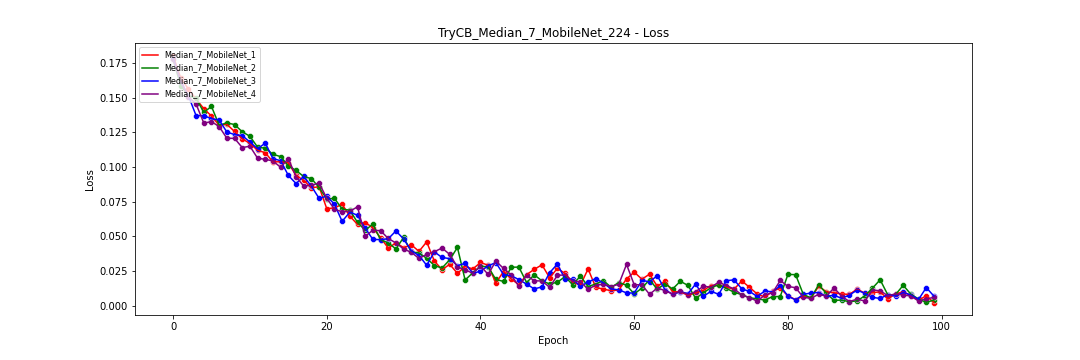 TryCB_Median_7_MobileNet_224 - Loss
Median_7_MobileNet_1
Median_7_MobileNet_2
Median_7_MobileNet_3
Median_7_MobileNet_4
0.175
0.150
0.125
0.100
0.075
0.050
0.025
0.000
Loss
0 20 40 60 80 100
Epoch